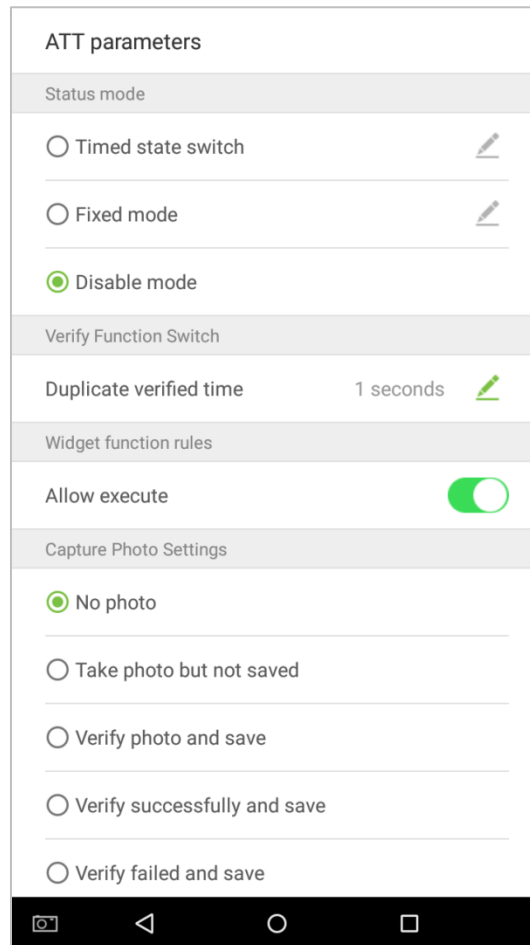 ATT parameters
Status mode
Timed state switch
Fixed mode
Disable mode
Verify Function Switch
Duplicate verified time 1 seconds
Widget function rules
Allow execute
Capture Photo Settings
No photo
Take photo but not saved
Verify photo and save
Verify successfully and save
Verify failed and save